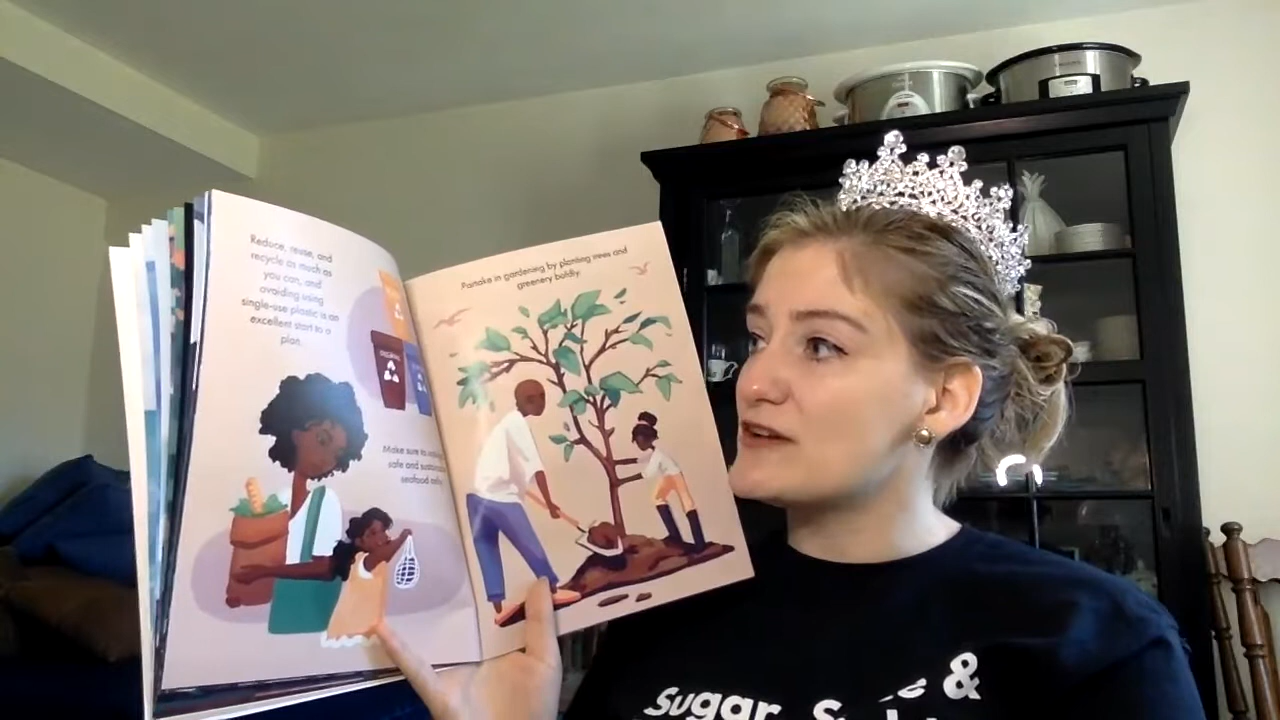 Reduce, reuse, and
recycle as much as
you can, and
avoiding using
single-use plastic is an
excellent start to a
plan.
Make sure to
safe and sustainable
seafood only.
Partake in gardening by planting trees and
greenery boldly.
Sugar, &